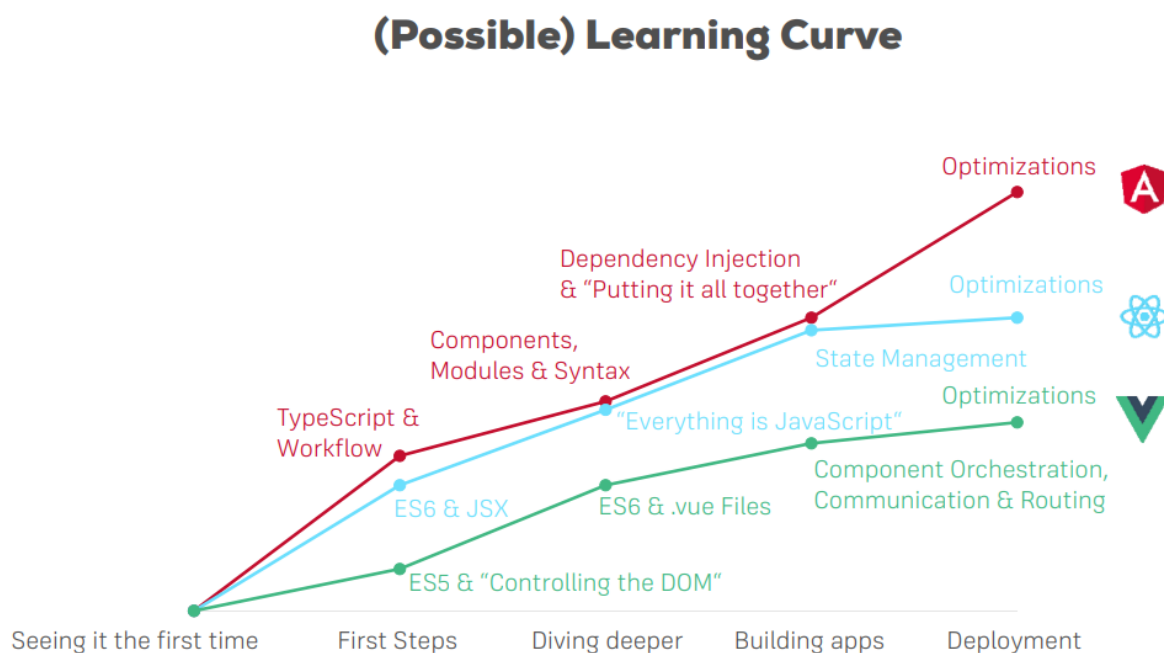 (Possible) Learning Curve
Optimizations
A
Dependency Injection
& “Putting it all together“
Optimizations
Components,
Modules & Syntax
State Management
Optimizations
TypeScript &
Workflow
“Everything is JavaScript“
Component Orchestration,
Communication & Routing
ES6 & JSX
ES6 & .vue Files
ES5 & “Controlling the DOM“
Seeing it the first time
First Steps
Diving deeper
Building apps
Deployment